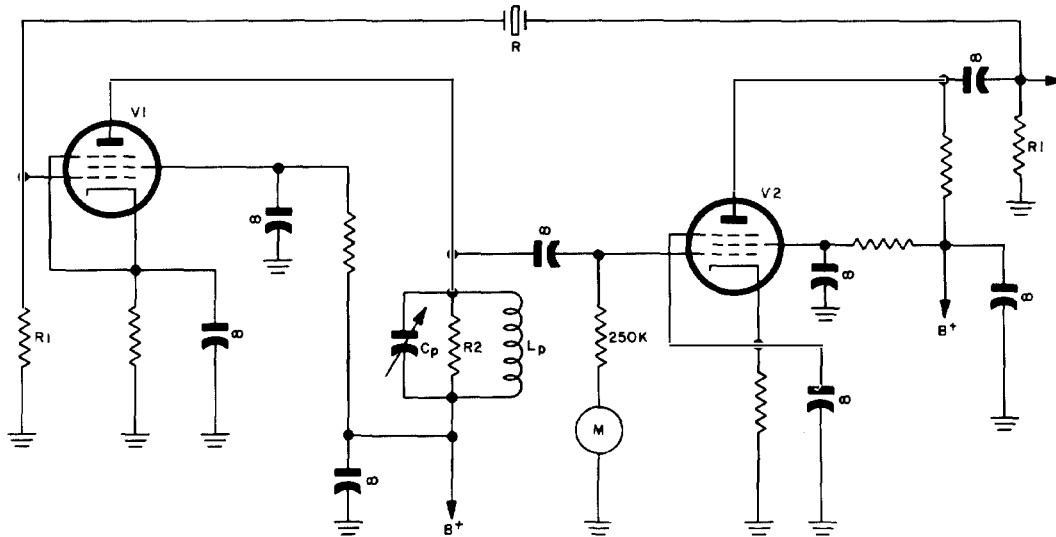 R
V1
∞
R1
V2
∞
∞
∞
R1
∞
∞
∞
250K
Cp
R2
Lp
B+
∞
M
∞
B+